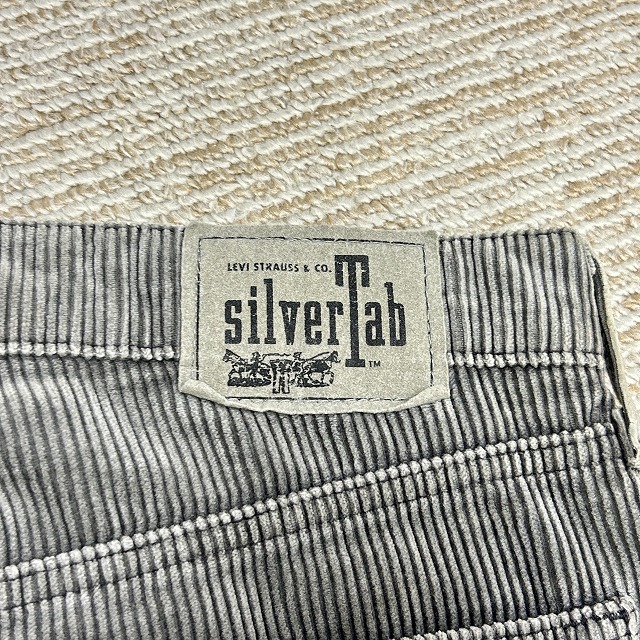 LEVI STRAUSS & CO.
silverTab
™